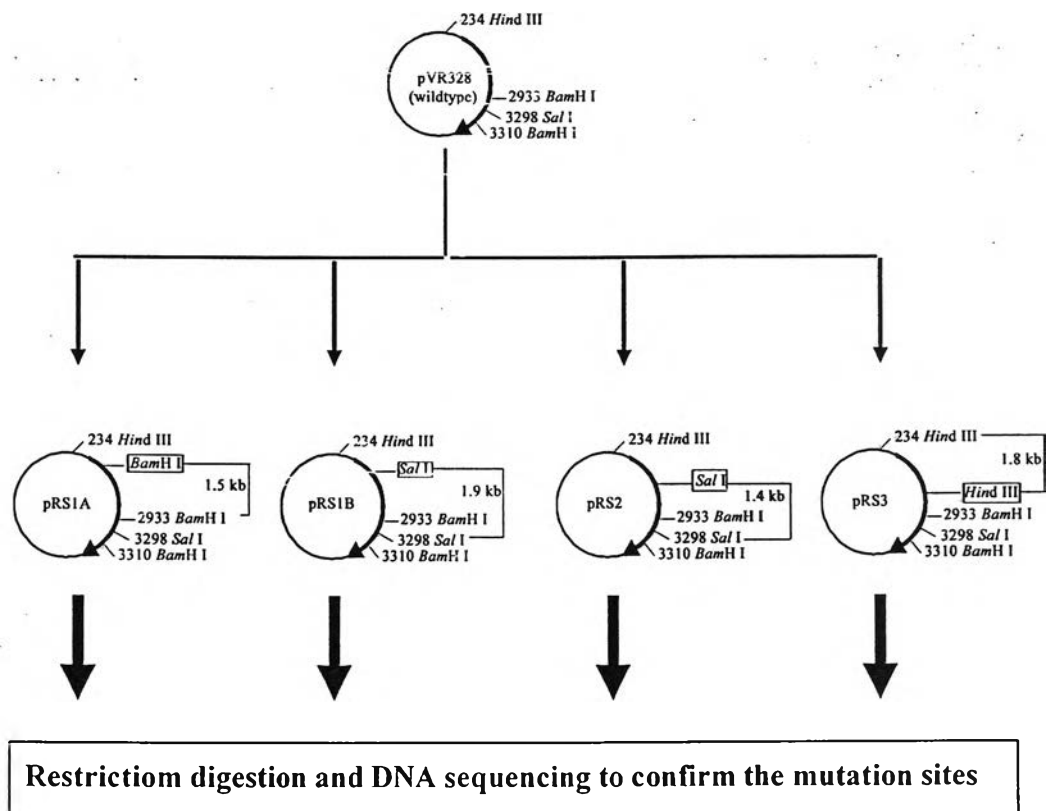 234 Hind III
pVR328
(wildtype)
2933 BamH I
3298 Sal I
3310 BamH I
234 Hind III
BamH I
1.5 kb
pRS1A
2933 BamH I
3298 Sal I
3310 BamH I
234 Hind III
Sal I
1.9 kb
pRS1B
2933 BamH I
3298 Sal I
3310 BamH I
234 Hind III
Sal I
1.4 kb
pRS2
2933 BamH I
3298 Sal I
3310 BamH I
234 Hind III
1.8 kb
Hind III
pRS3
2933 BamH I
3298 Sal I
3310 BamH I
Restrictiom digestion and DNA sequencing to confirm the mutation sites